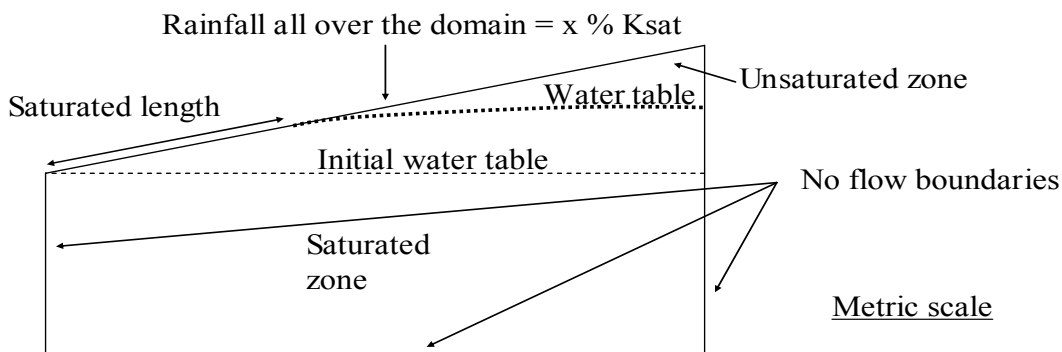 Rainfall all over the domain = x % Ksat
Unsaturated zone
Water table
Saturated length
Initial water table
No flow boundaries
Saturated
zone
Metric scale